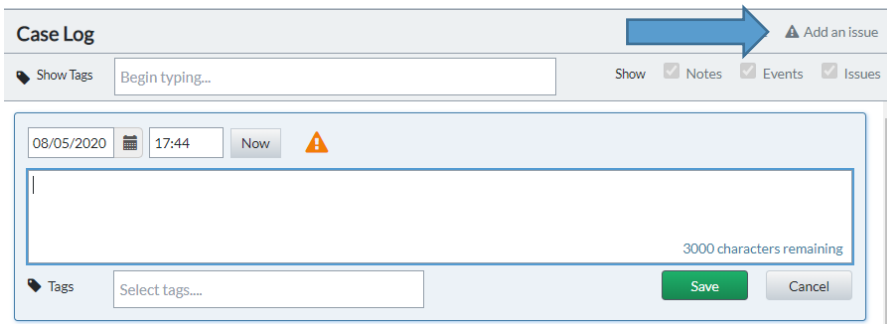 Case Log Add an issue
Show Tags Begin typing... Show Notes Events Issues
08/05/2020 17:44 Now
3000 characters remaining
Tags Select tags.... Save Cancel